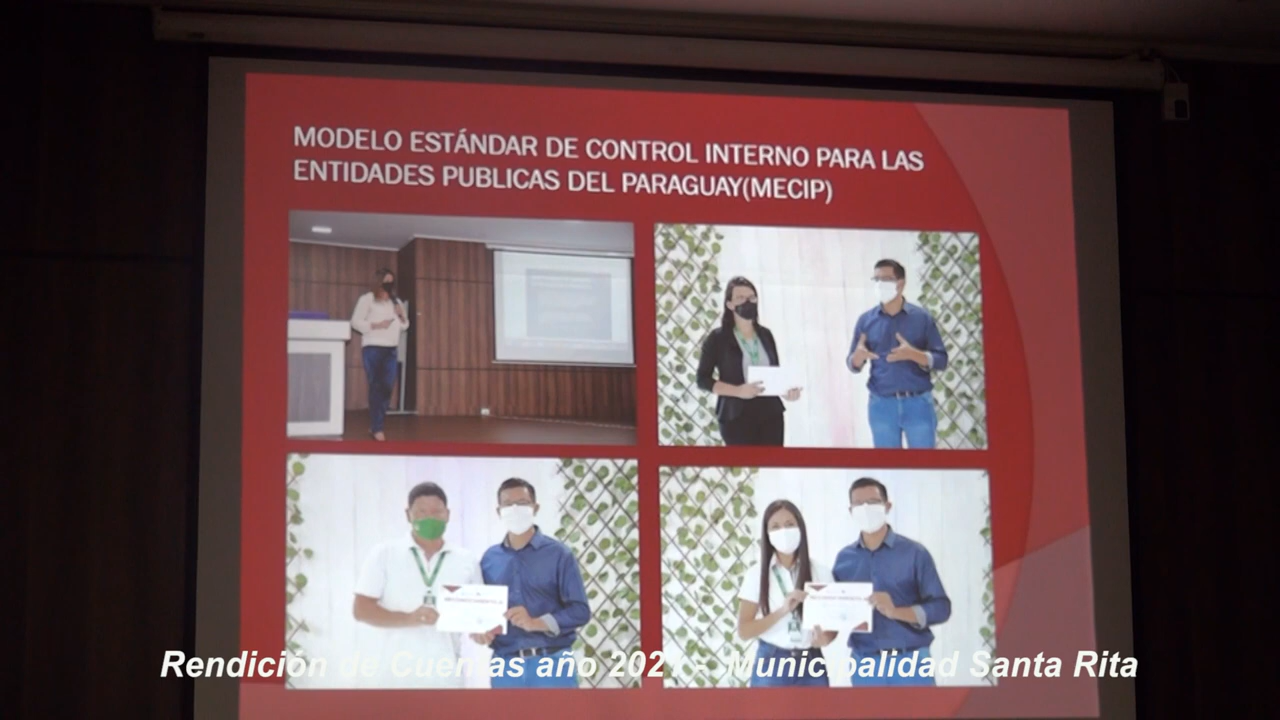 MODELO ESTÁNDAR DE CONTROL INTERNO PARA LAS
ENTIDADES PUBLICAS DEL PARAGUAY(MECIP)
Rendición de Cuentas año 2021 - Municipalidad Santa Rita